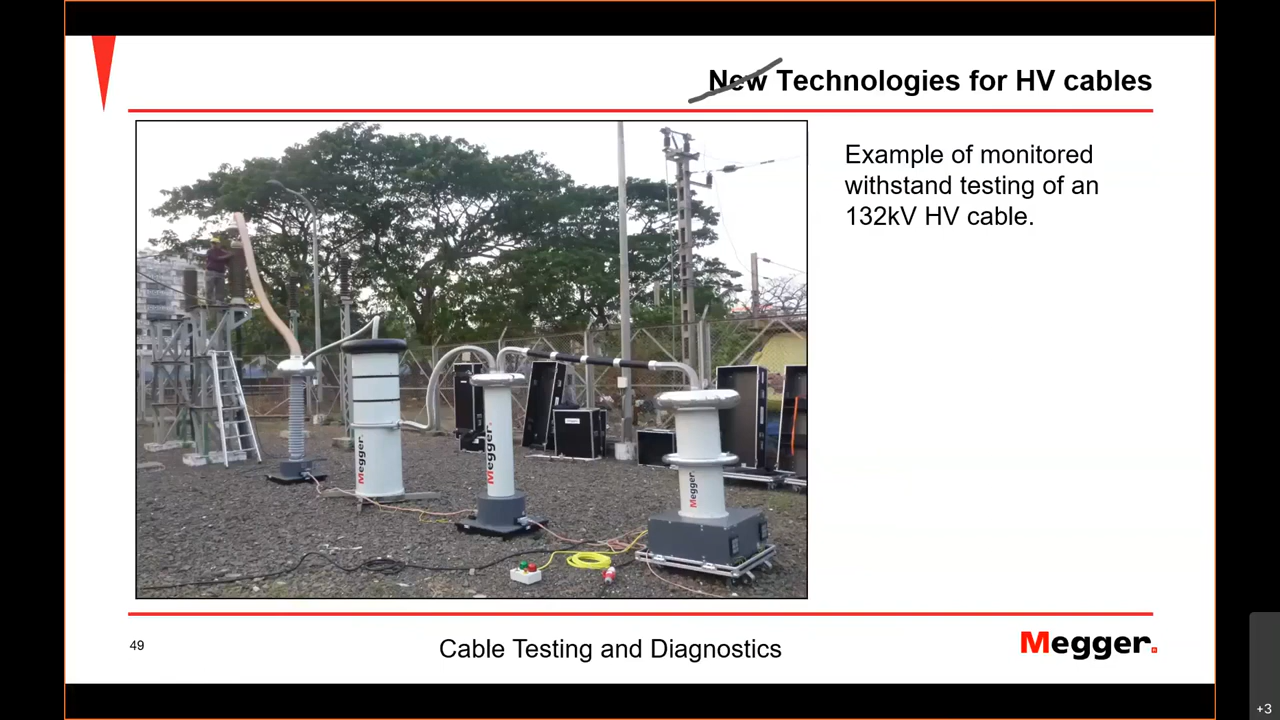 New Technologies for HV cables
Example of monitored
withstand testing of an
132kV HV cable.
Megger.
Megger.
Megger.
49
Cable Testing and Diagnostics
Megger.
+3